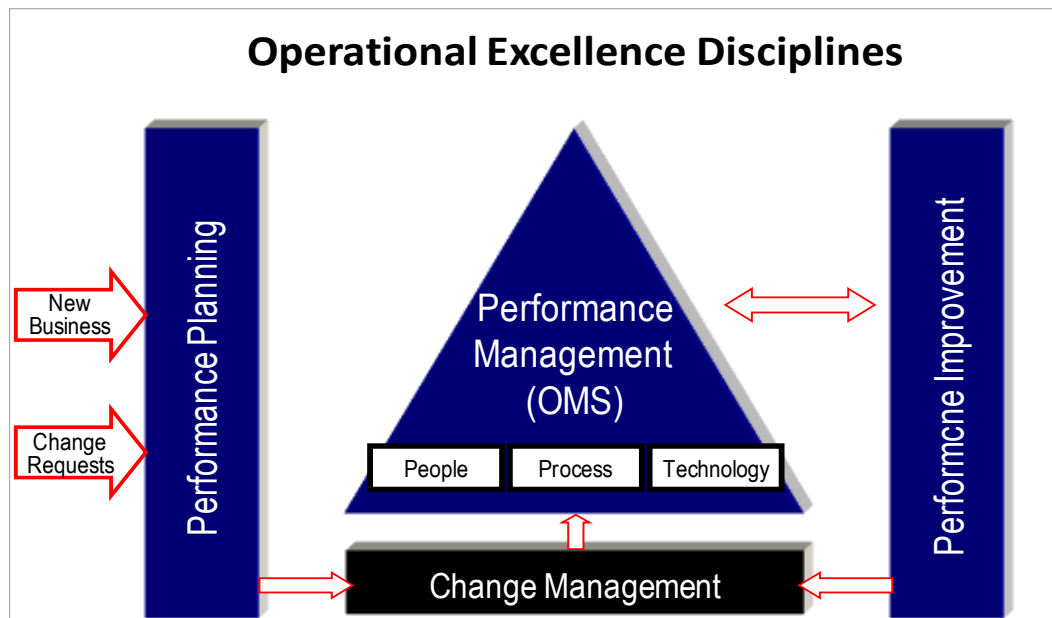 Operational Excellence Disciplines
New
Business
Change
Requests
Performance Planning
Performance
Management
(OMS)
People
Process
Technology
Change Management
Performcne Improvement